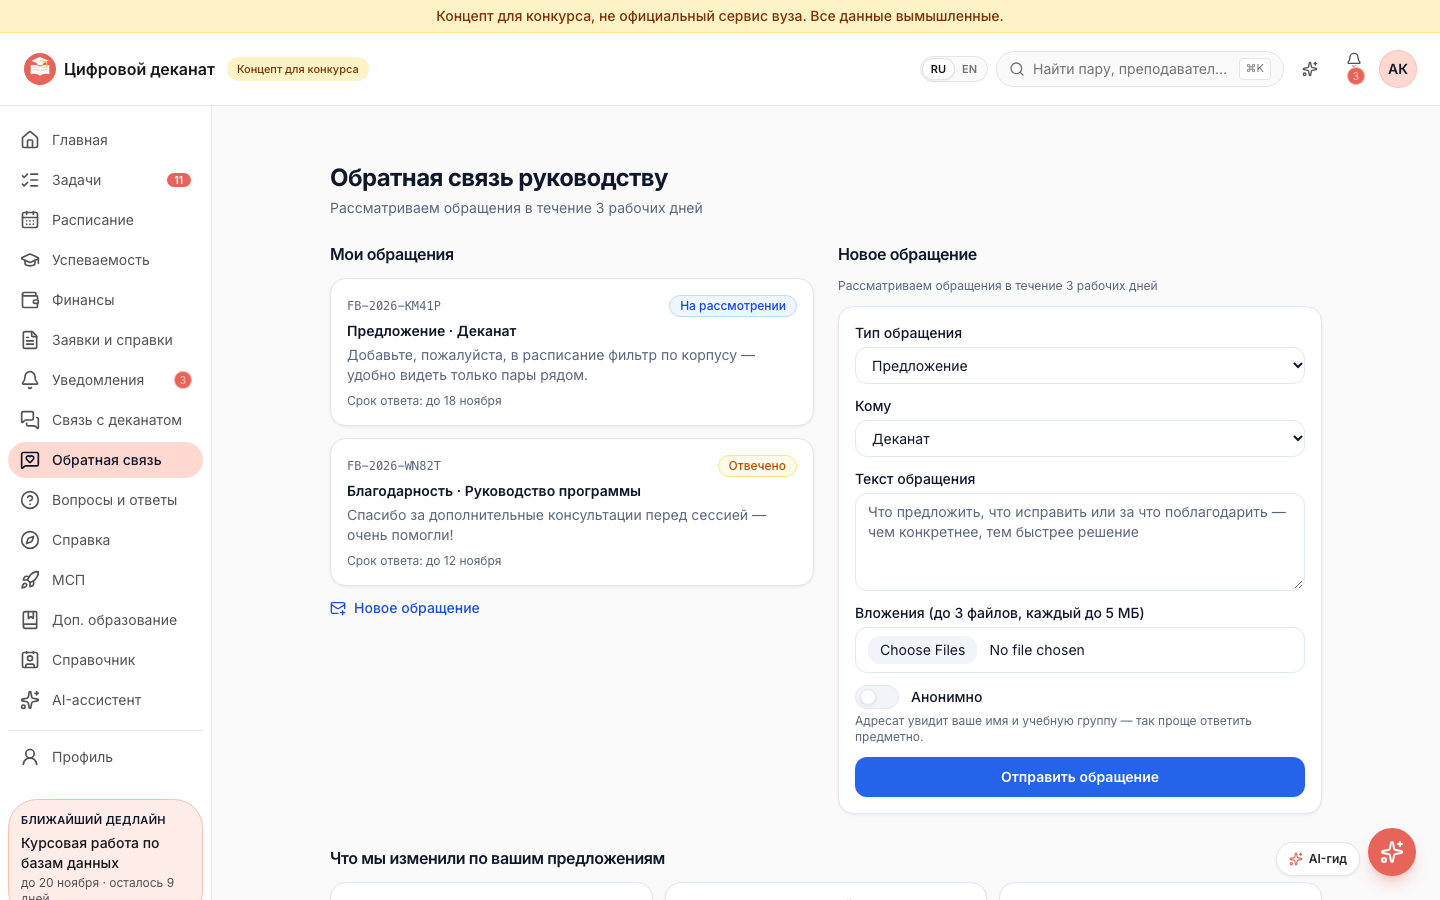 Концепт для конкурса, не официальный сервис вуза. Все данные вымышленные.
Цифровой деканат
Концепт для конкурса
RU EN
Найти пару, преподавател... ⌘K
3
АК
Главная
Задачи 11
Расписание
Успеваемость
Финансы
Заявки и справки
Уведомления 3
Связь с деканатом
Обратная связь
Вопросы и ответы
Справка
МСП
Доп. образование
Справочник
AI-ассистент
Профиль
БЛИЖАЙШИЙ ДЕДЛАЙН
Курсовая работа по
базам данных
до 20 ноября · осталось 9
дней
Обратная связь руководству
Рассматриваем обращения в течение 3 рабочих дней
Мои обращения
FB-2026-KM41P На рассмотрении
Предложение · Деканат
Добавьте, пожалуйста, в расписание фильтр по корпусу —
удобно видеть только пары рядом.
Срок ответа: до 18 ноября
FB-2026-WN82T Отвечено
Благодарность · Руководство программы
Спасибо за дополнительные консультации перед сессией —
очень помогли!
Срок ответа: до 12 ноября
Новое обращение
Новое обращение
Рассматриваем обращения в течение 3 рабочих дней
Тип обращения
Предложение
Кому
Деканат
Текст обращения
Что предложить, что исправить или за что поблагодарить —
чем конкретнее, тем быстрее решение
Вложения (до 3 файлов, каждый до 5 МБ)
Choose Files No file chosen
Анонимно
Адресат увидит ваше имя и учебную группу — так проще ответить
предметно.
Отправить обращение
Что мы изменили по вашим предложениям
AI-гид